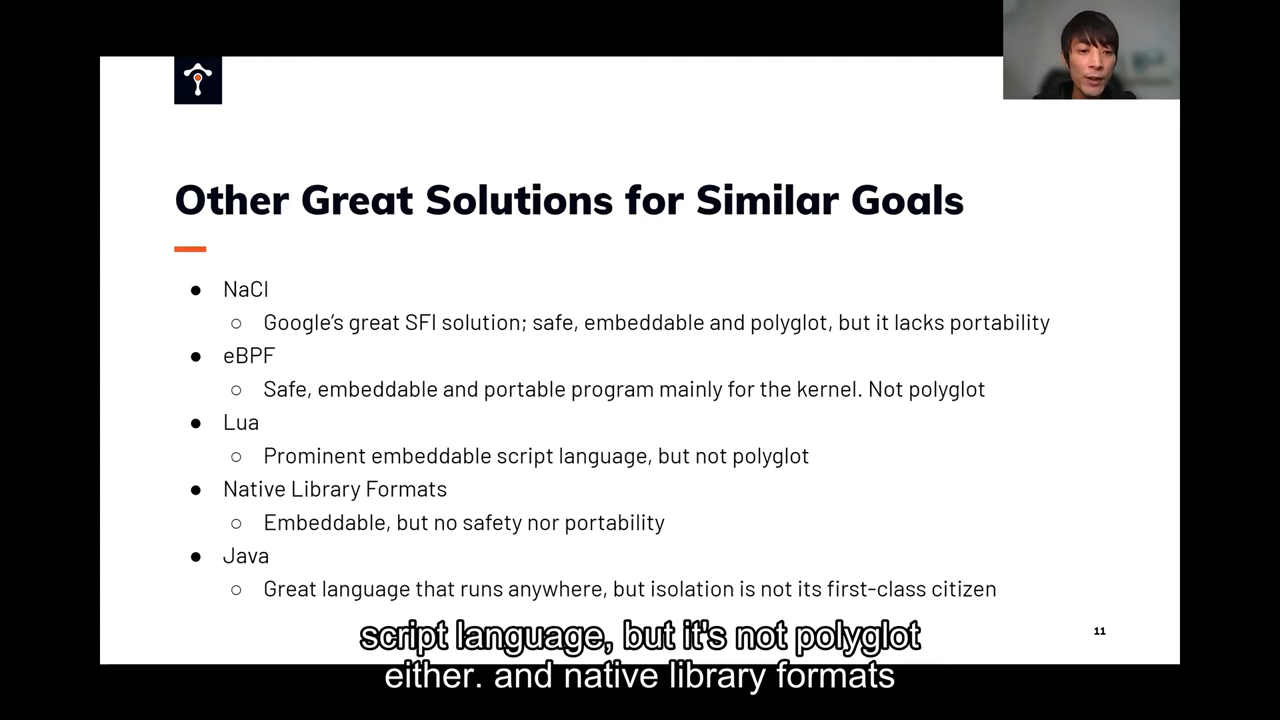 Other Great Solutions for Similar Goals
● NaCl
○ Google's great SFI solution; safe, embeddable and polyglot, but it lacks portability
● eBPF
○ Safe, embeddable and portable program mainly for the kernel. Not polyglot
● Lua
○ Prominent embeddable script language, but not polyglot
● Native Library Formats
○ Embeddable, but no safety nor portability
● Java
○ Great language that runs anywhere, but isolation is not its first-class citizen
11
script language, but it's not polyglot
either. and native library formats